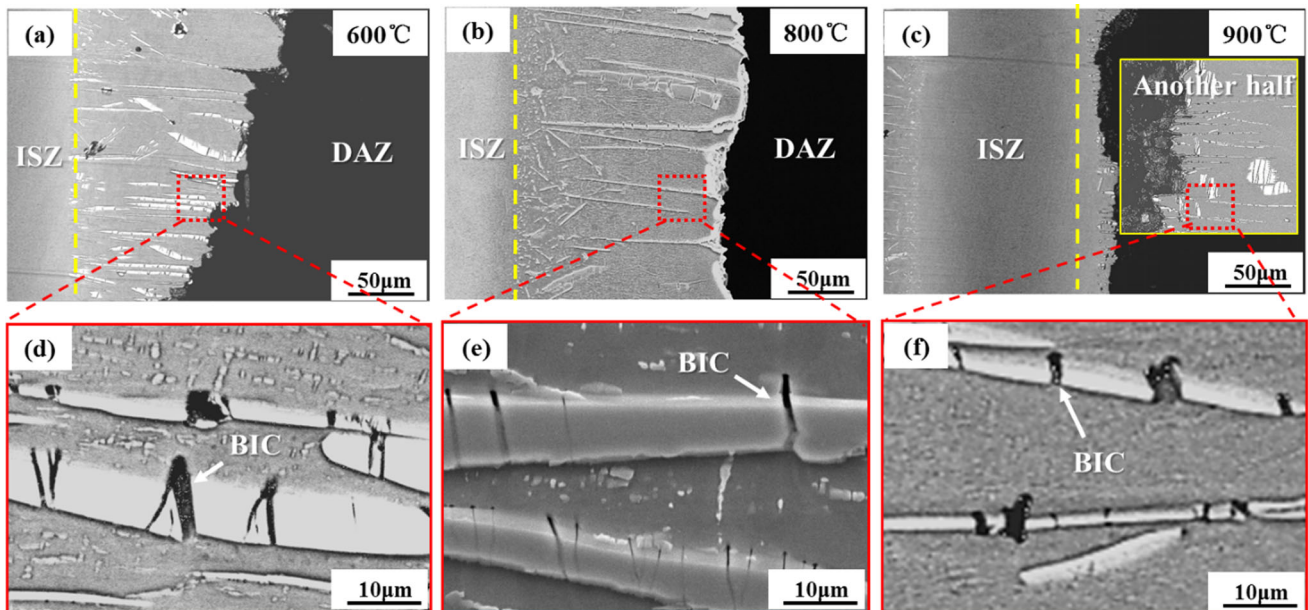 (a)
600℃
ISZ
DAZ
50μm
(b)
800℃
ISZ
DAZ
50μm
(c)
900℃
Another half
ISZ
50μm
(d)
BIC
10μm
(e)
BIC
10μm
(f)
BIC
10μm